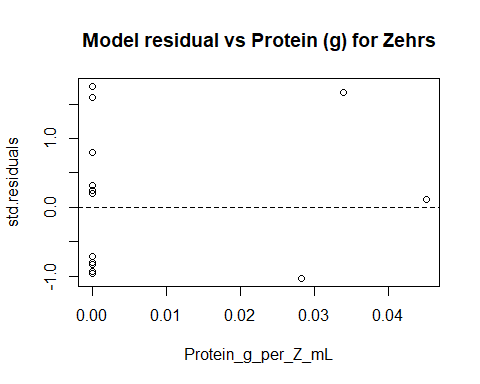 Model residual vs Protein (g) for Zehrs
std.residuals
1.0
0.0
-1.0
0.00 0.01 0.02 0.03 0.04
Protein_g_per_Z_mL